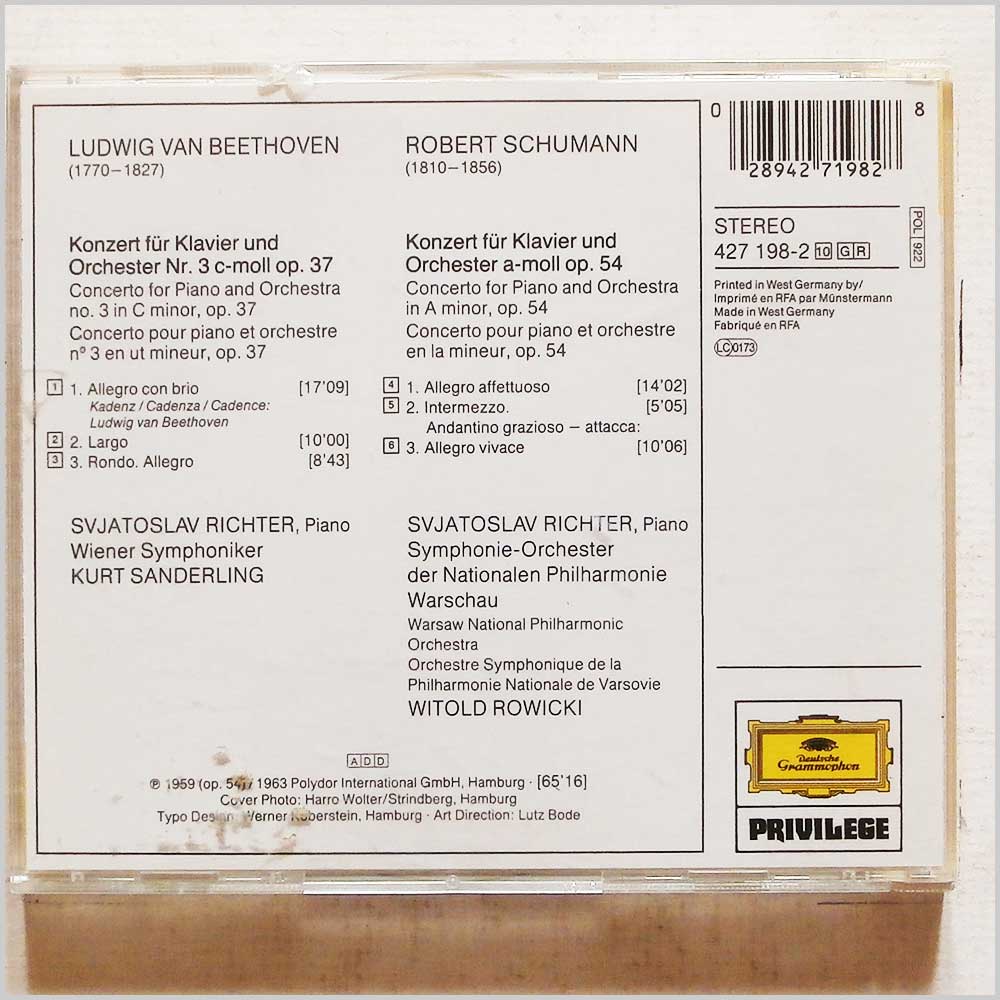 LUDWIG VAN BEETHOVEN
(1770–1827)
Konzert für Klavier und
Orchester Nr. 3 c-moll op. 37
Concerto for Piano and Orchestra
no. 3 in C minor, op. 37
Concerto pour piano et orchestre
nº 3 en ut mineur, op. 37
1 1. Allegro con brio [17'09]
Kadenz / Cadenza / Cadence:
Ludwig van Beethoven
2 2. Largo [10'00]
3 3. Rondo. Allegro [8'43]
SVJATOSLAV RICHTER, Piano
Wiener Symphoniker
KURT SANDERLING
ROBERT SCHUMANN
(1810–1856)
Konzert für Klavier und
Orchester a-moll op. 54
Concerto for Piano and Orchestra
in A minor, op. 54
Concerto pour piano et orchestre
en la mineur, op. 54
4 1. Allegro affettuoso [14'02]
5 2. Intermezzo. [5'05]
Andantino grazioso – attacca:
6 3. Allegro vivace [10'06]
SVJATOSLAV RICHTER, Piano
Symphonie-Orchester
der Nationalen Philharmonie
Warschau
Warsaw National Philharmonic
Orchestra
Orchestre Symphonique de la
Philharmonie Nationale de Varsovie
WITOLD ROWICKI
ADD
℗ 1959 (op. 54) / 1963 Polydor International GmbH, Hamburg · [65'16]
Cover Photo: Harro Wolter/Strindberg, Hamburg
Typo Design: Werner Koberstein, Hamburg · Art Direction: Lutz Bode
0 28942 71982 8
STEREO
427 198-2 10 G R
POL 922
Printed in West Germany by/
Imprimé en RFA par Münstermann
Made in West Germany
Fabriqué en RFA
LC 0173
Deutsche
Grammophon
PRIVILEGE